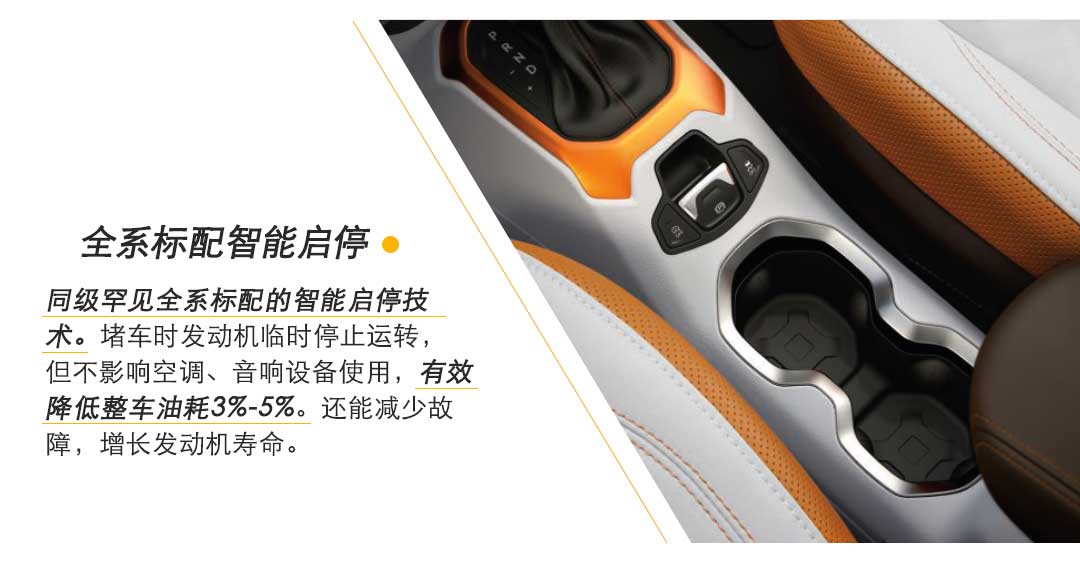 P
R
N
D
-
+
全系标配智能启停
同级罕见全系标配的智能启停技
术。堵车时发动机临时停止运转，
但不影响空调、音响设备使用，有效
降低整车油耗3%-5%。还能减少故
障，增长发动机寿命。